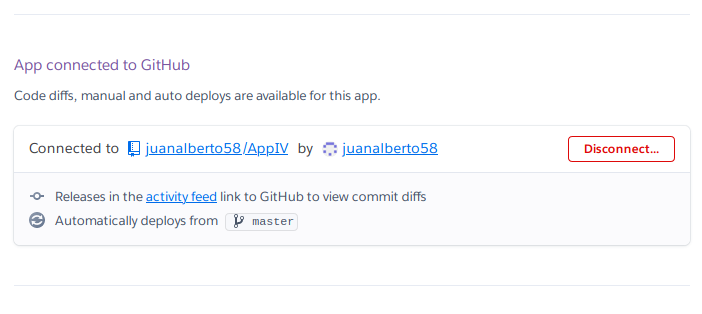 App connected to GitHub
Code diffs, manual and auto deploys are available for this app.
Connected to juanalberto58/AppIV by juanalberto58 Disconnect...
Releases in the activity feed link to GitHub to view commit diffs
Automatically deploys from master